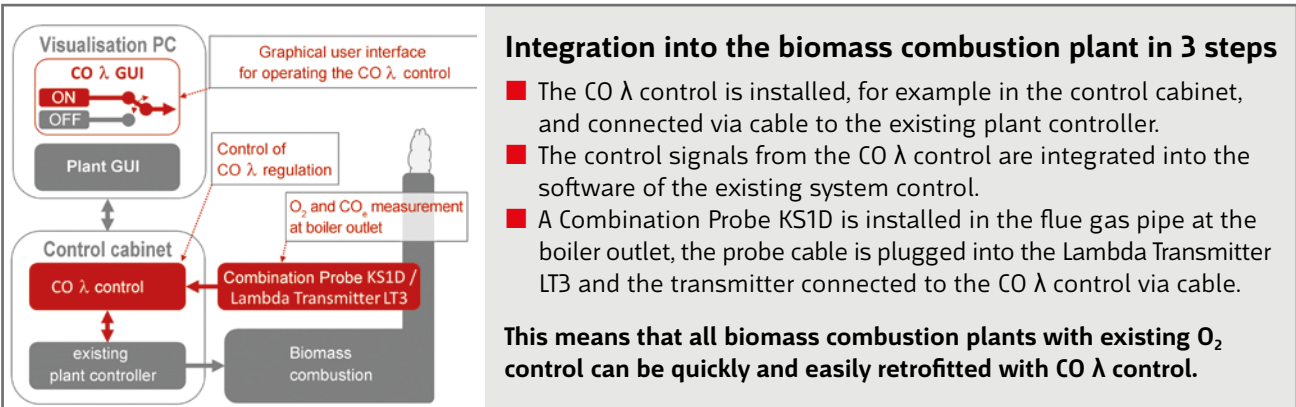 Visualisation PC
CO λ GUI
ON
OFF
Plant GUI
Graphical user interface
for operating the CO λ control
Control of
CO λ regulation
O₂ and COₑ measurement
at boiler outlet
Control cabinet
CO λ control
Combination Probe KS1D /
Lambda Transmitter LT3
existing
plant controller
Biomass
combustion
Integration into the biomass combustion plant in 3 steps
■ The CO λ control is installed, for example in the control cabinet,
and connected via cable to the existing plant controller.
■ The control signals from the CO λ control are integrated into the
software of the existing system control.
■ A Combination Probe KS1D is installed in the flue gas pipe at the
boiler outlet, the probe cable is plugged into the Lambda Transmitter
LT3 and the transmitter connected to the CO λ control via cable.
This means that all biomass combustion plants with existing O₂
control can be quickly and easily retrofitted with CO λ control.